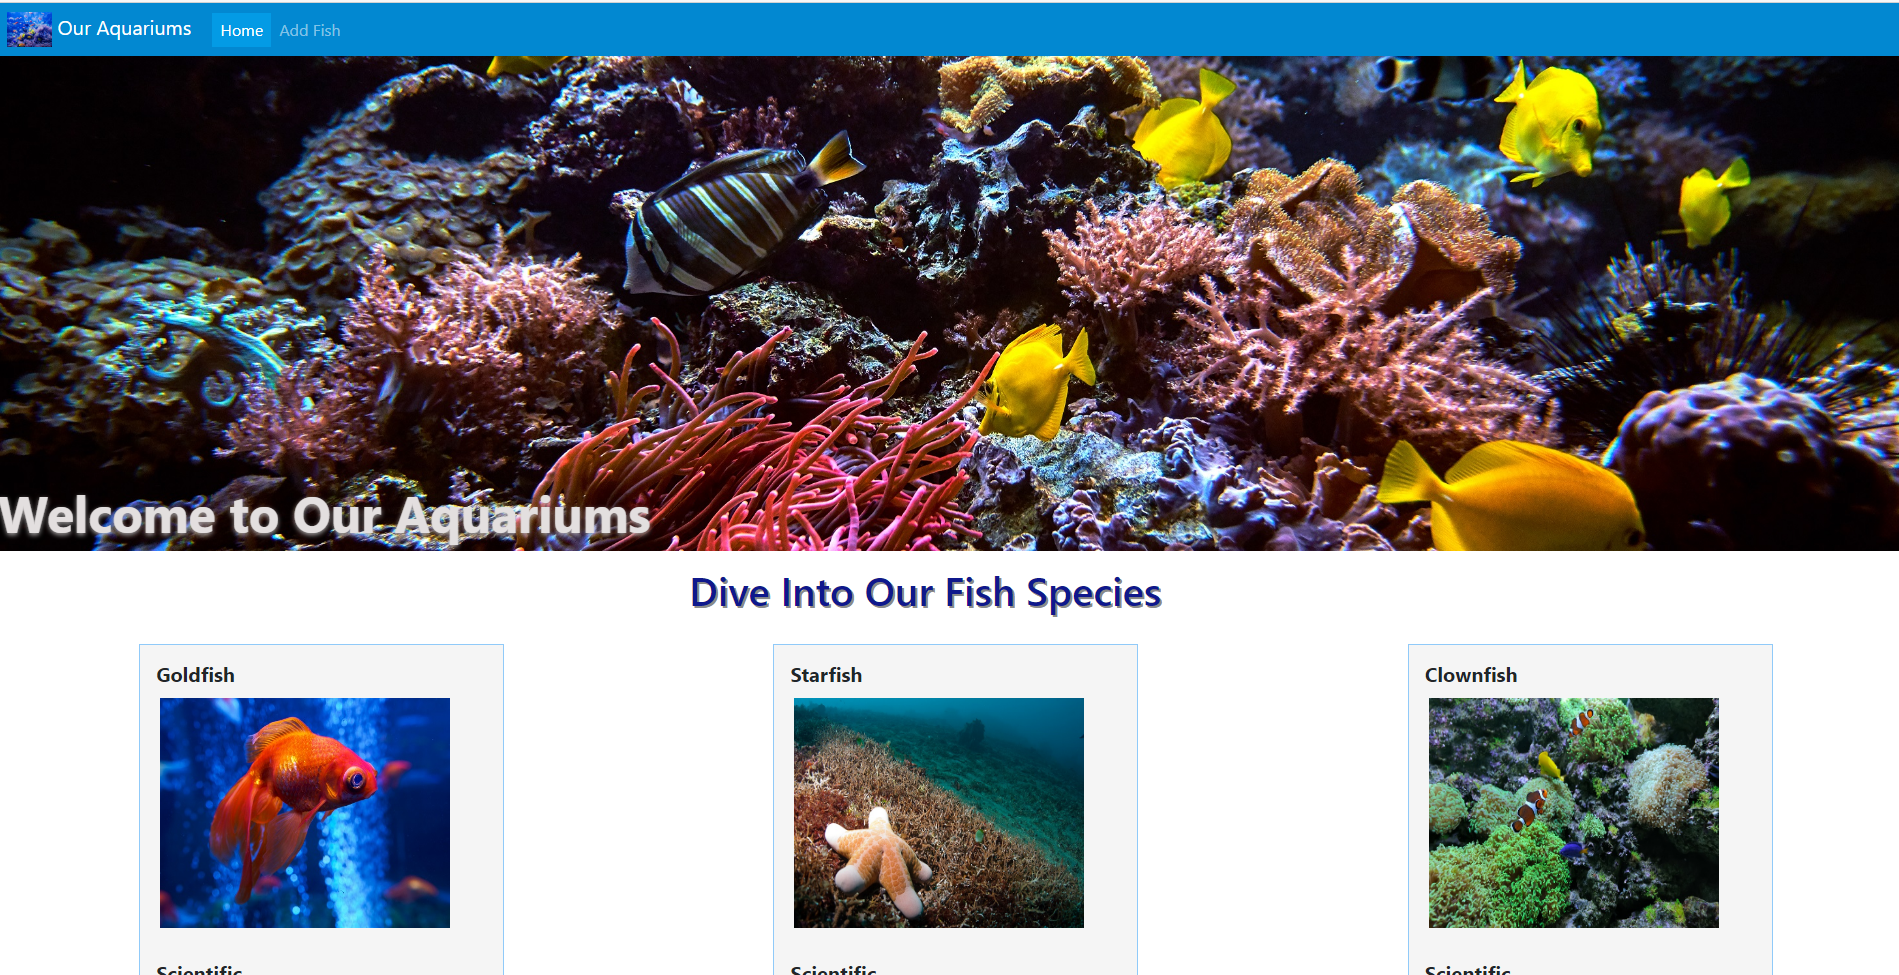 Our Aquariums Home Add Fish
Welcome to Our Aquariums
Dive Into Our Fish Species
Goldfish Starfish Clownfish
Scientific Scientific Scientific